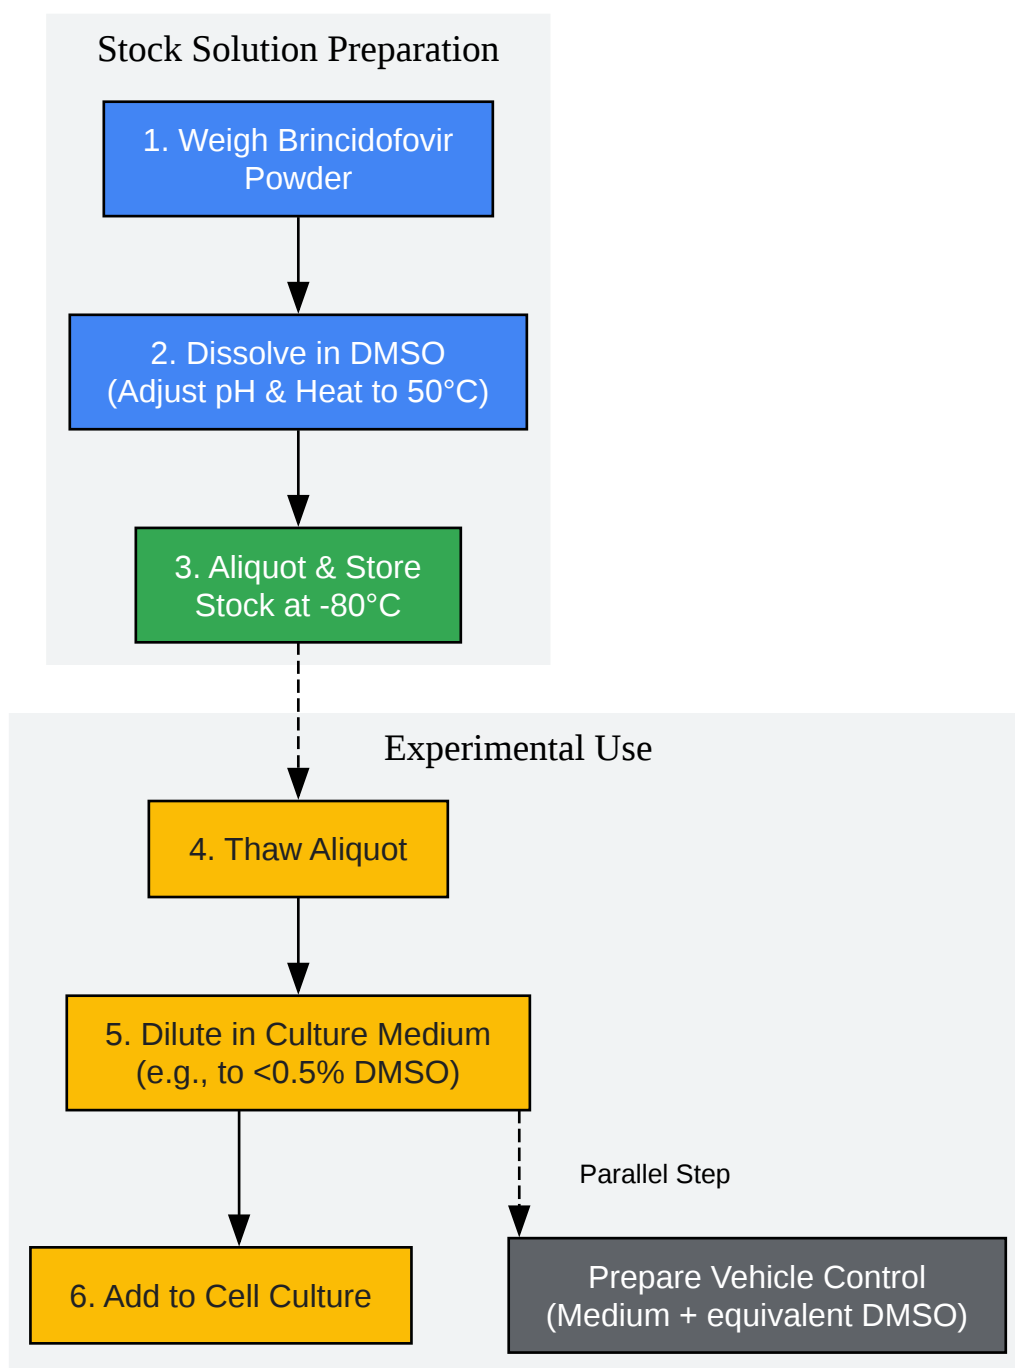 Stock Solution Preparation
1. Weigh Brincidofovir
Powder
2. Dissolve in DMSO
(Adjust pH & Heat to 50°C)
3. Aliquot & Store
Stock at -80°C
Experimental Use
4. Thaw Aliquot
5. Dilute in Culture Medium
(e.g., to <0.5% DMSO)
Parallel Step
6. Add to Cell Culture
Prepare Vehicle Control
(Medium + equivalent DMSO)